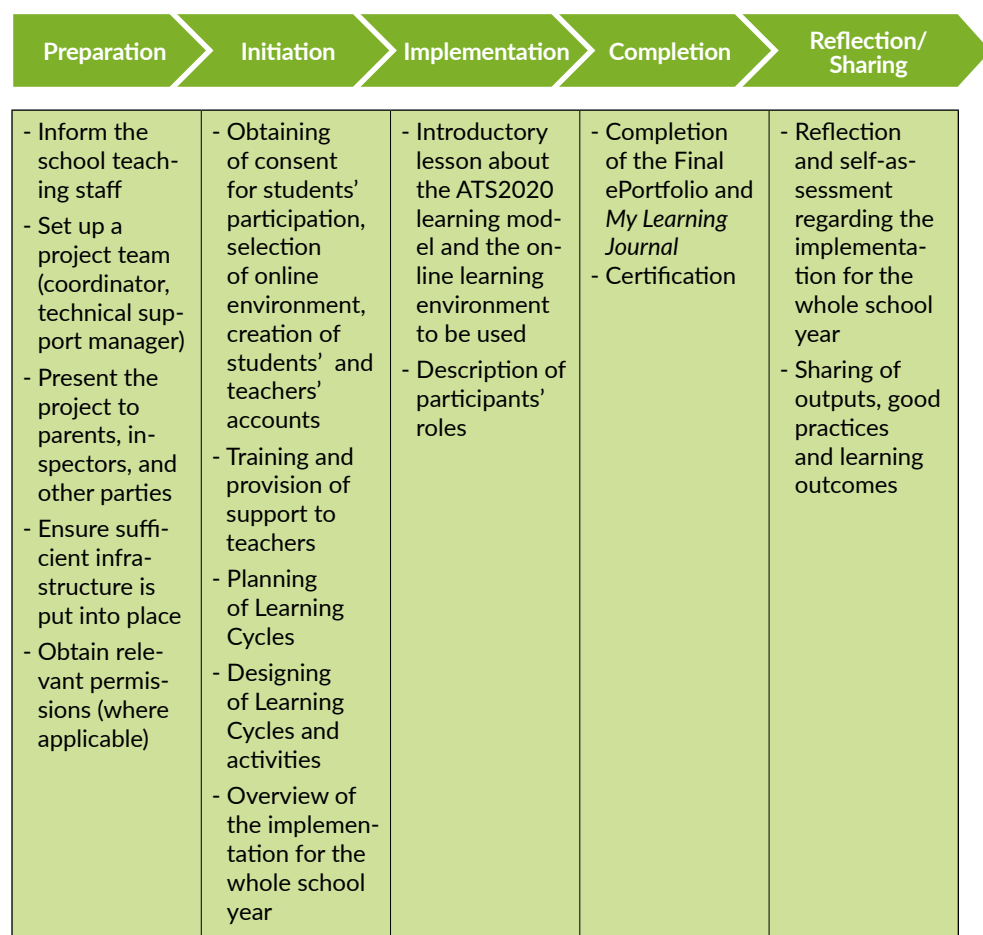 Preparation
Initiation
Implementation
Completion
Reflection/
Sharing
- Inform the
school teach-
ing staff
- Set up a
project team
(coordinator,
technical sup-
port manager)
- Present the
project to
parents, in-
spectors, and
other parties
- Ensure suffi-
cient infra-
structure is
put into place
- Obtain rele-
vant permis-
sions (where
applicable)
- Obtaining
of consent
for students’
participation,
selection
of online
environment,
creation of
students’ and
teachers’
accounts
- Training and
provision of
support to
teachers
- Planning
of Learning
Cycles
- Designing
of Learning
Cycles and
activities
- Overview of
the implemen-
tation for the
whole school
year
- Introductory
lesson about
the ATS2020
learning mod-
el and the on-
line learning
environment
to be used
- Description of
participants’
roles
- Completion
of the Final
ePortfolio and
My Learning
Journal
- Certification
- Reflection
and self-as-
sessment
regarding the
implementa-
tion for the
whole school
year
- Sharing of
outputs, good
practices
and learning
outcomes